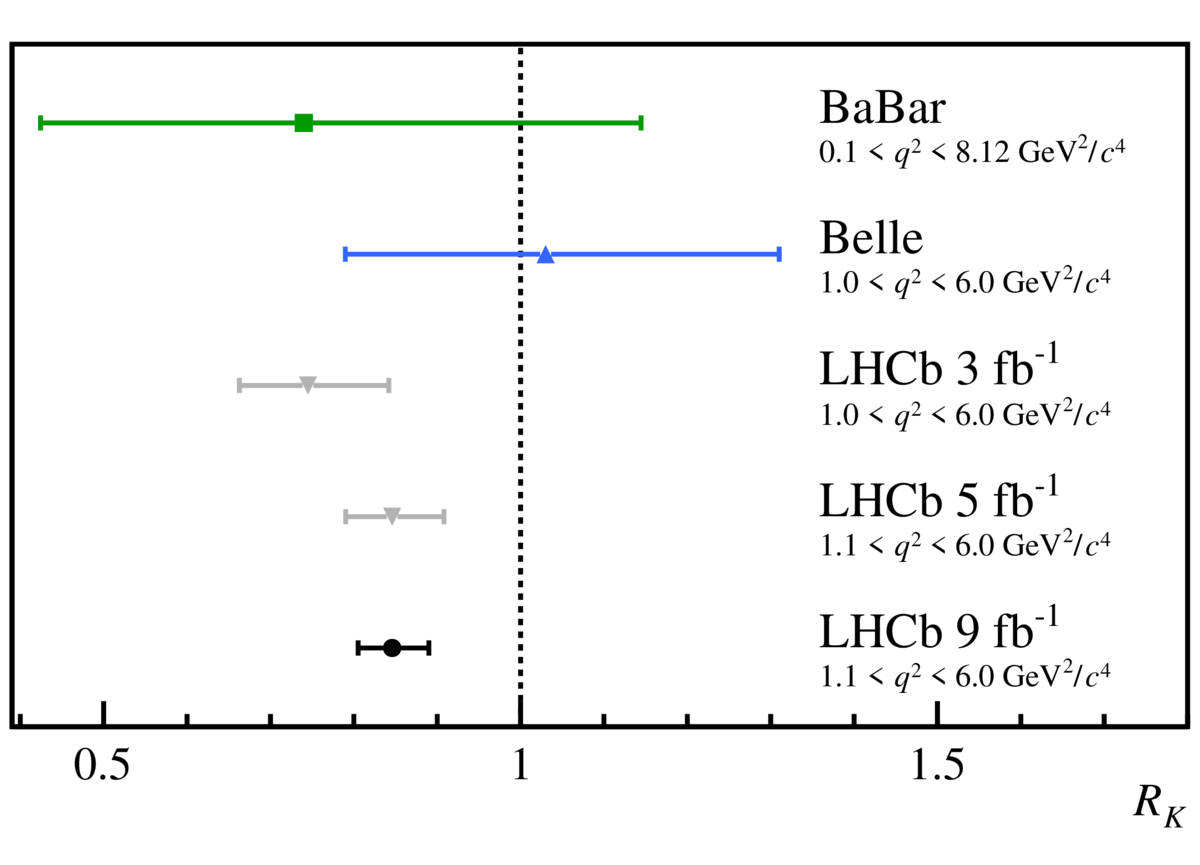 BaBar
0.1 < q² < 8.12 GeV²/c⁴
Belle
1.0 < q² < 6.0 GeV²/c⁴
LHCb 3 fb⁻¹
1.0 < q² < 6.0 GeV²/c⁴
LHCb 5 fb⁻¹
1.1 < q² < 6.0 GeV²/c⁴
LHCb 9 fb⁻¹
1.1 < q² < 6.0 GeV²/c⁴
0.5 1 1.5
R_K